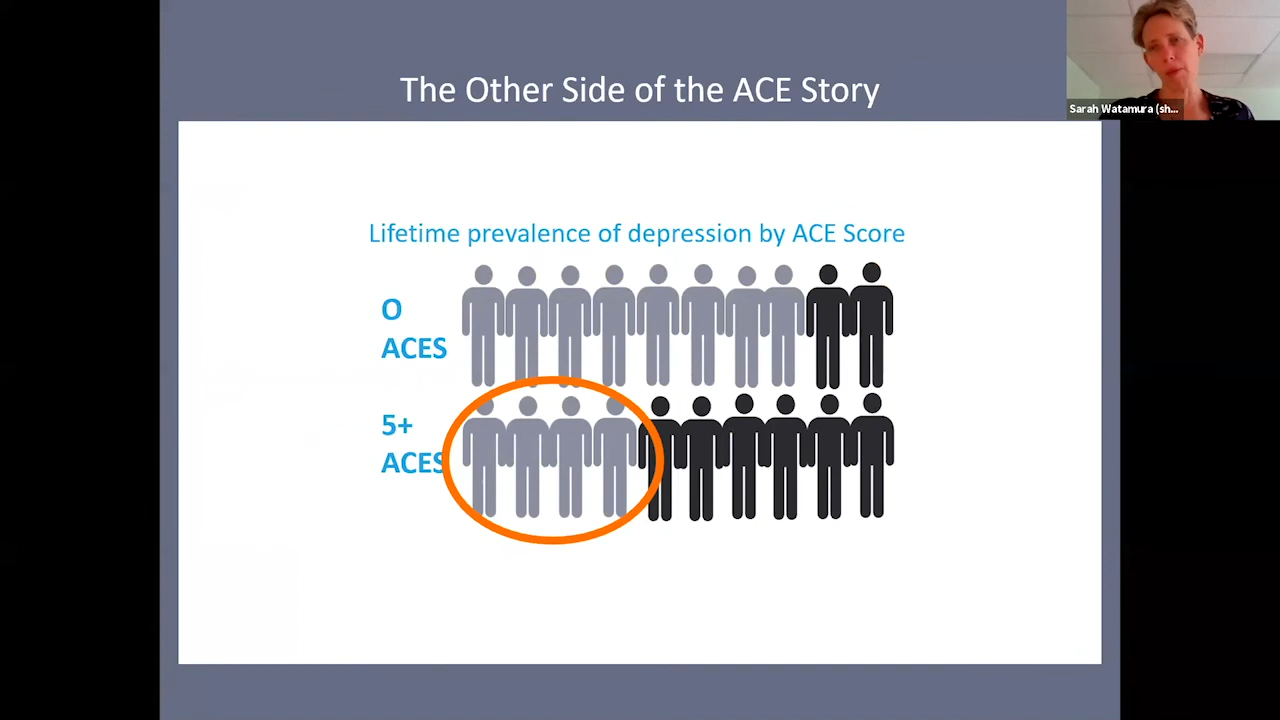 The Other Side of the ACE Story
Sarah Watamura (sh...
Lifetime prevalence of depression by ACE Score
0
ACES
5+
ACES